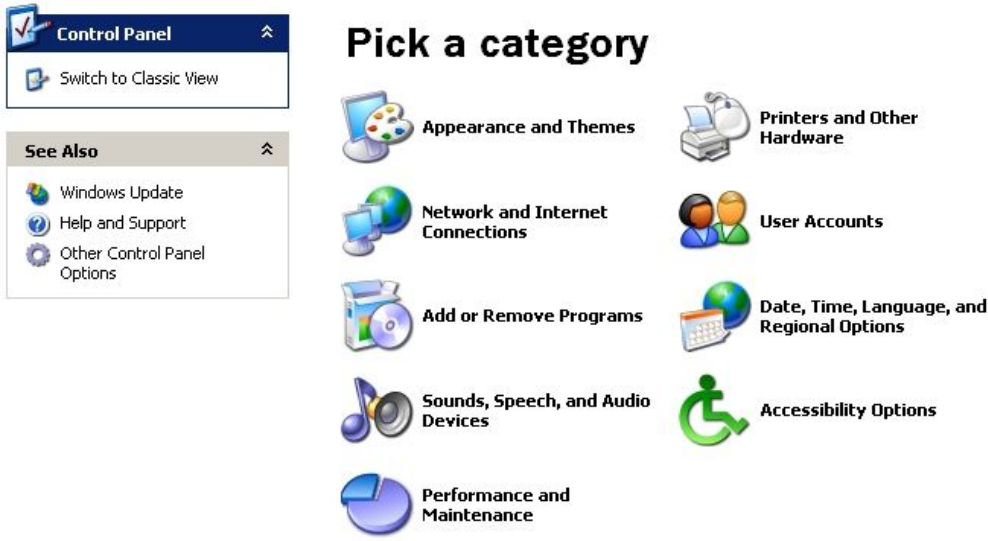 Control Panel
Switch to Classic View
See Also
Windows Update
Help and Support
Other Control Panel
Options
Pick a category
Appearance and Themes
Printers and Other
Hardware
Network and Internet
Connections
User Accounts
Add or Remove Programs
Date, Time, Language, and
Regional Options
Sounds, Speech, and Audio
Devices
Accessibility Options
Performance and
Maintenance